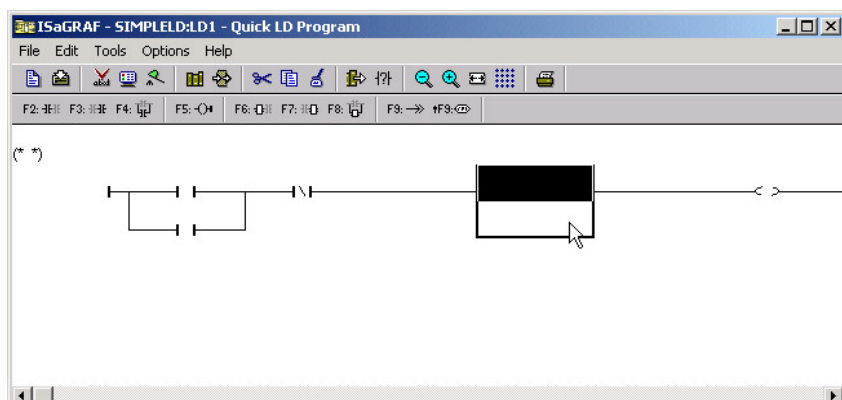 ISaGRAF - SIMPLELD:LD1 - Quick LD Program
File Edit Tools Options Help
F2: F3: F4: F5: F6: F7: F8: F9: ↑F9:
(* *)